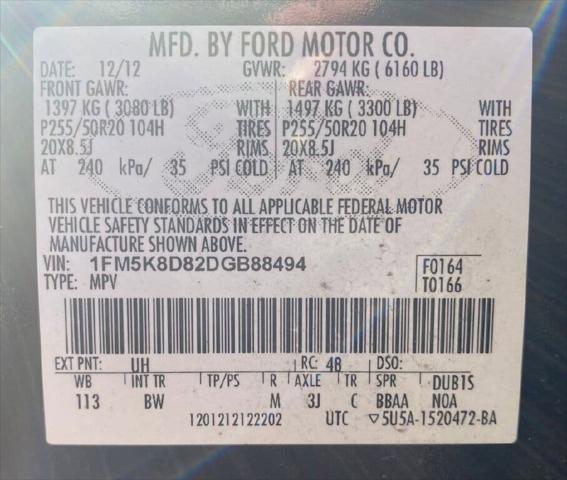 MFD. BY FORD MOTOR CO.
DATE: 12/12 GVWR: 2794 KG ( 6160 LB)
FRONT GAWR: REAR GAWR:
1397 KG ( 3080 LB) WITH 1497 KG ( 3300 LB) WITH
P255/50R20 104H TIRES P255/50R20 104H TIRES
20X8.5J RIMS 20X8.5J RIMS
AT 240 kPa/ 35 PSI COLD AT 240 kPa/ 35 PSI COLD
THIS VEHICLE CONFORMS TO ALL APPLICABLE FEDERAL MOTOR
VEHICLE SAFETY STANDARDS IN EFFECT ON THE DATE OF
MANUFACTURE SHOWN ABOVE.
VIN: 1FM5K8D82DGB88494 F0164
TYPE: MPV T0166
EXT PNT: UH RC: 48 DSO:
WB INT TR TP/PS R AXLE TR SPR DUB1S
113 BW M 3J C BBAA NOA
1201212122202 UTC ▽5U5A-1520472-BA